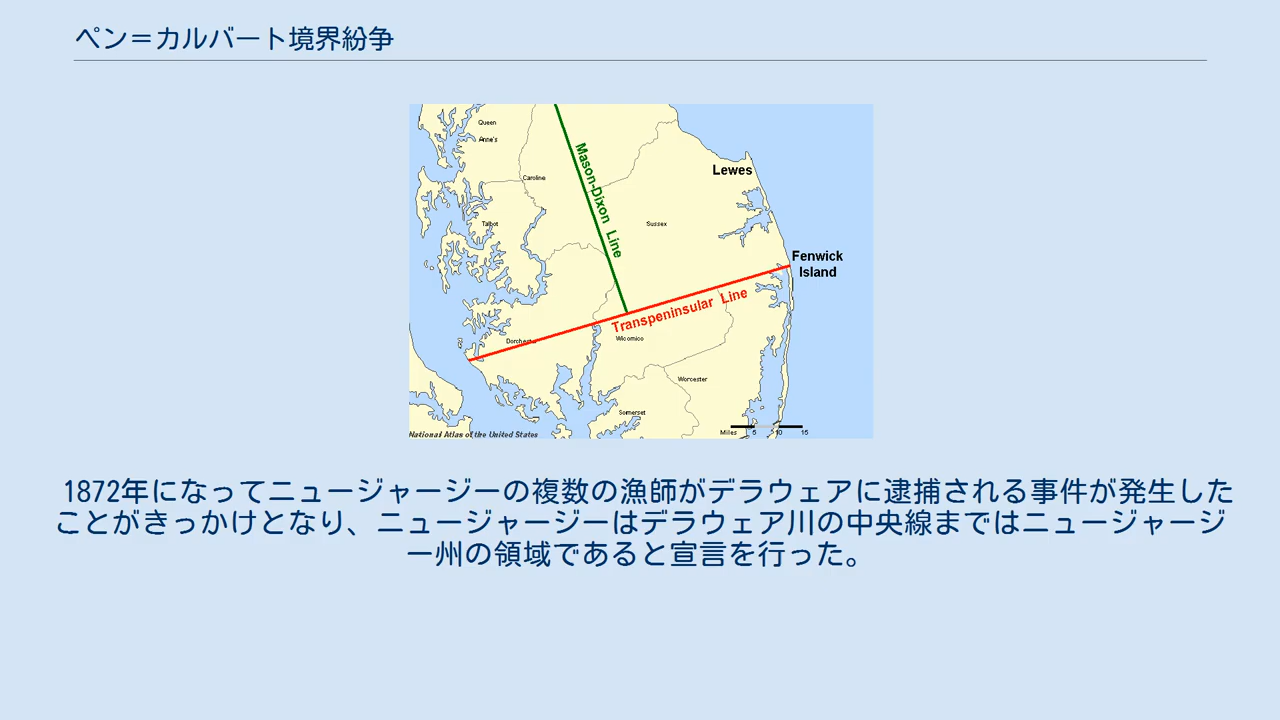 ペン＝カルバート境界紛争
Queen
Anne's
Mason-Dixon Line
Lewes
Caroline
Talbot
Sussex
Fenwick
Island
Transpeninsular Line
Dorchester
Wicomico
Worcester
Somerset
National Atlas of the United States
Miles 5 10 15
1872年になってニュージャージーの複数の漁師がデラウェアに逮捕される事件が発生した
ことがきっかけとなり、ニュージャージーはデラウェア川の中央線まではニュージャージ
ー州の領域であると宣言を行った。